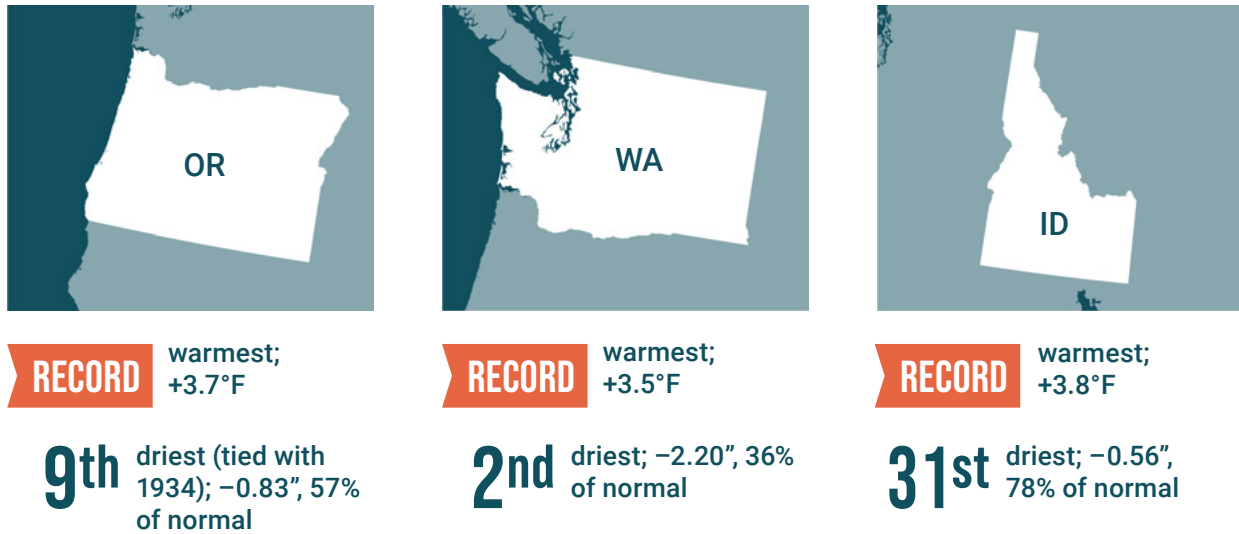 OR
WA
ID
RECORD
warmest;
+3.7°F
RECORD
warmest;
+3.5°F
RECORD
warmest;
+3.8°F
9th
driest (tied with
1934); –0.83”, 57%
of normal
2nd
driest; –2.20”, 36%
of normal
31st
driest; –0.56”,
78% of normal